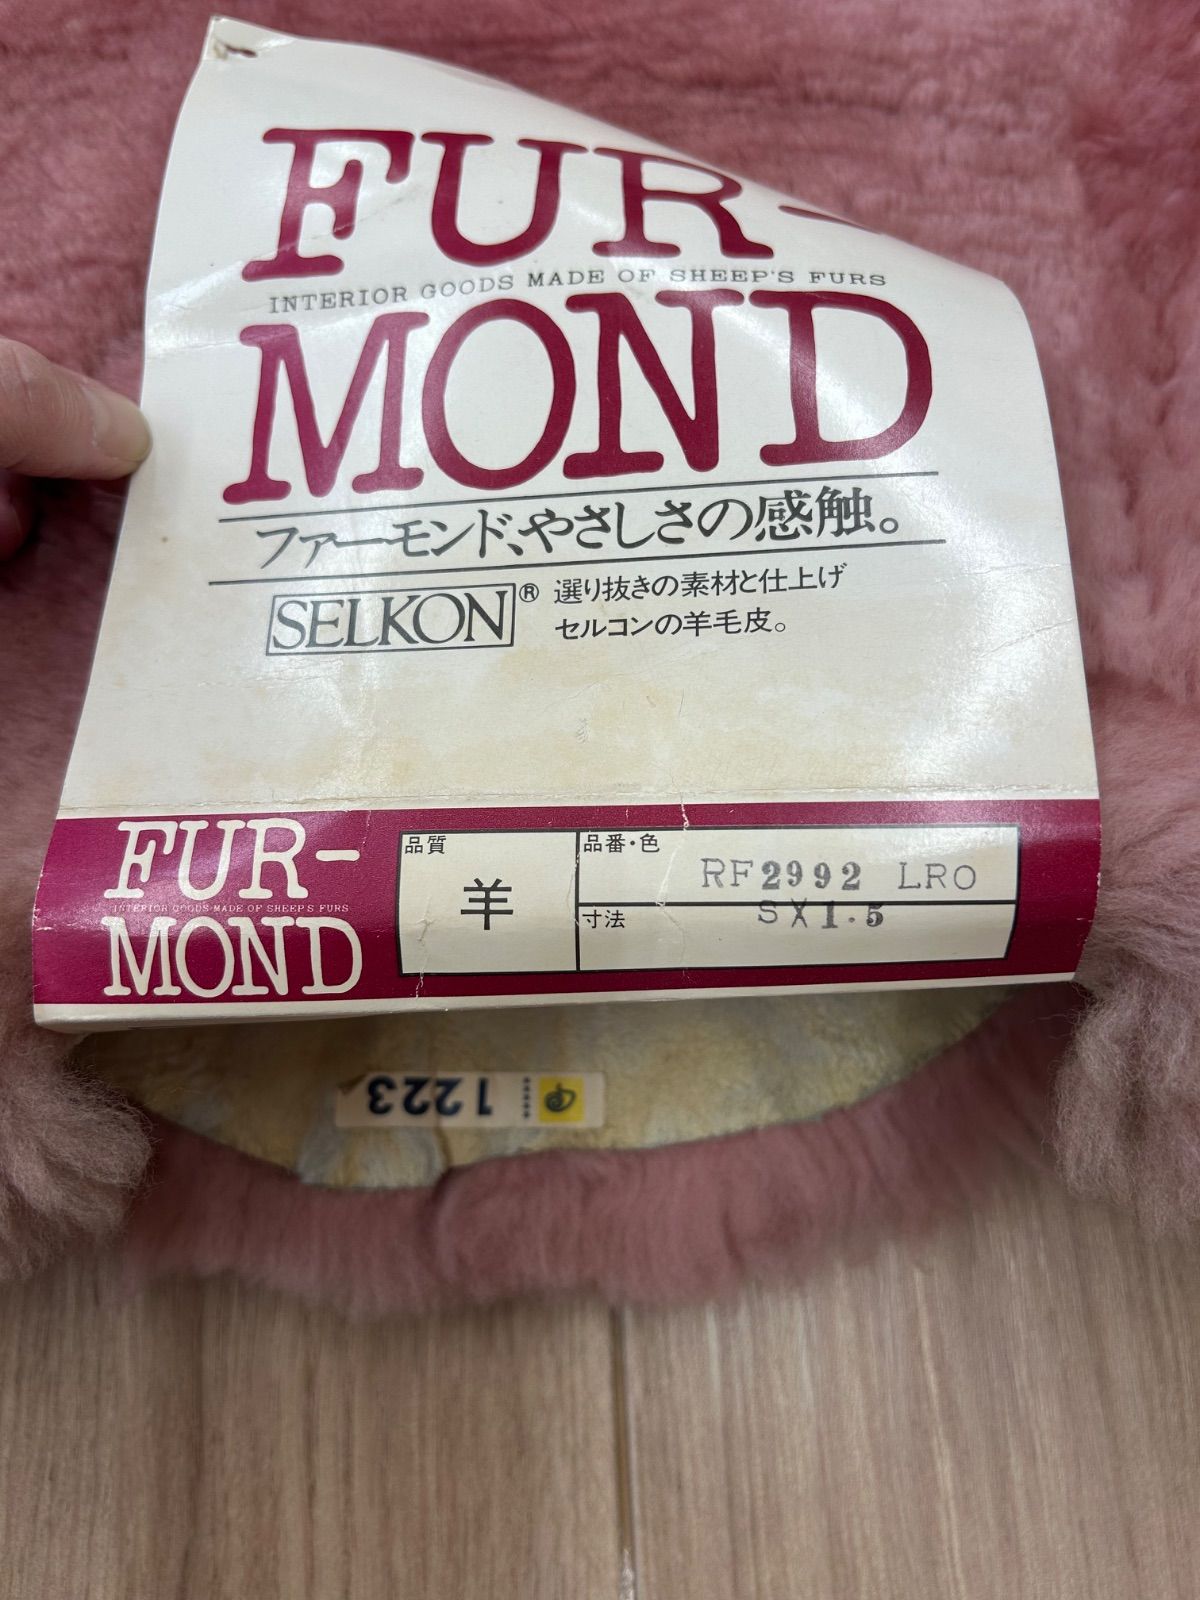 FUR-
INTERIOR GOODS MADE OF SHEEP'S FURS
MOND
ファーモンド、やさしさの感触。
SELKON® 選り抜きの素材と仕上げ
セルコンの羊毛皮。
FUR-
INTERIOR GOODS MADE OF SHEEPS FURS
MOND
品質
羊
品番・色
RF2992 LRO
寸法
SX1.5
1223